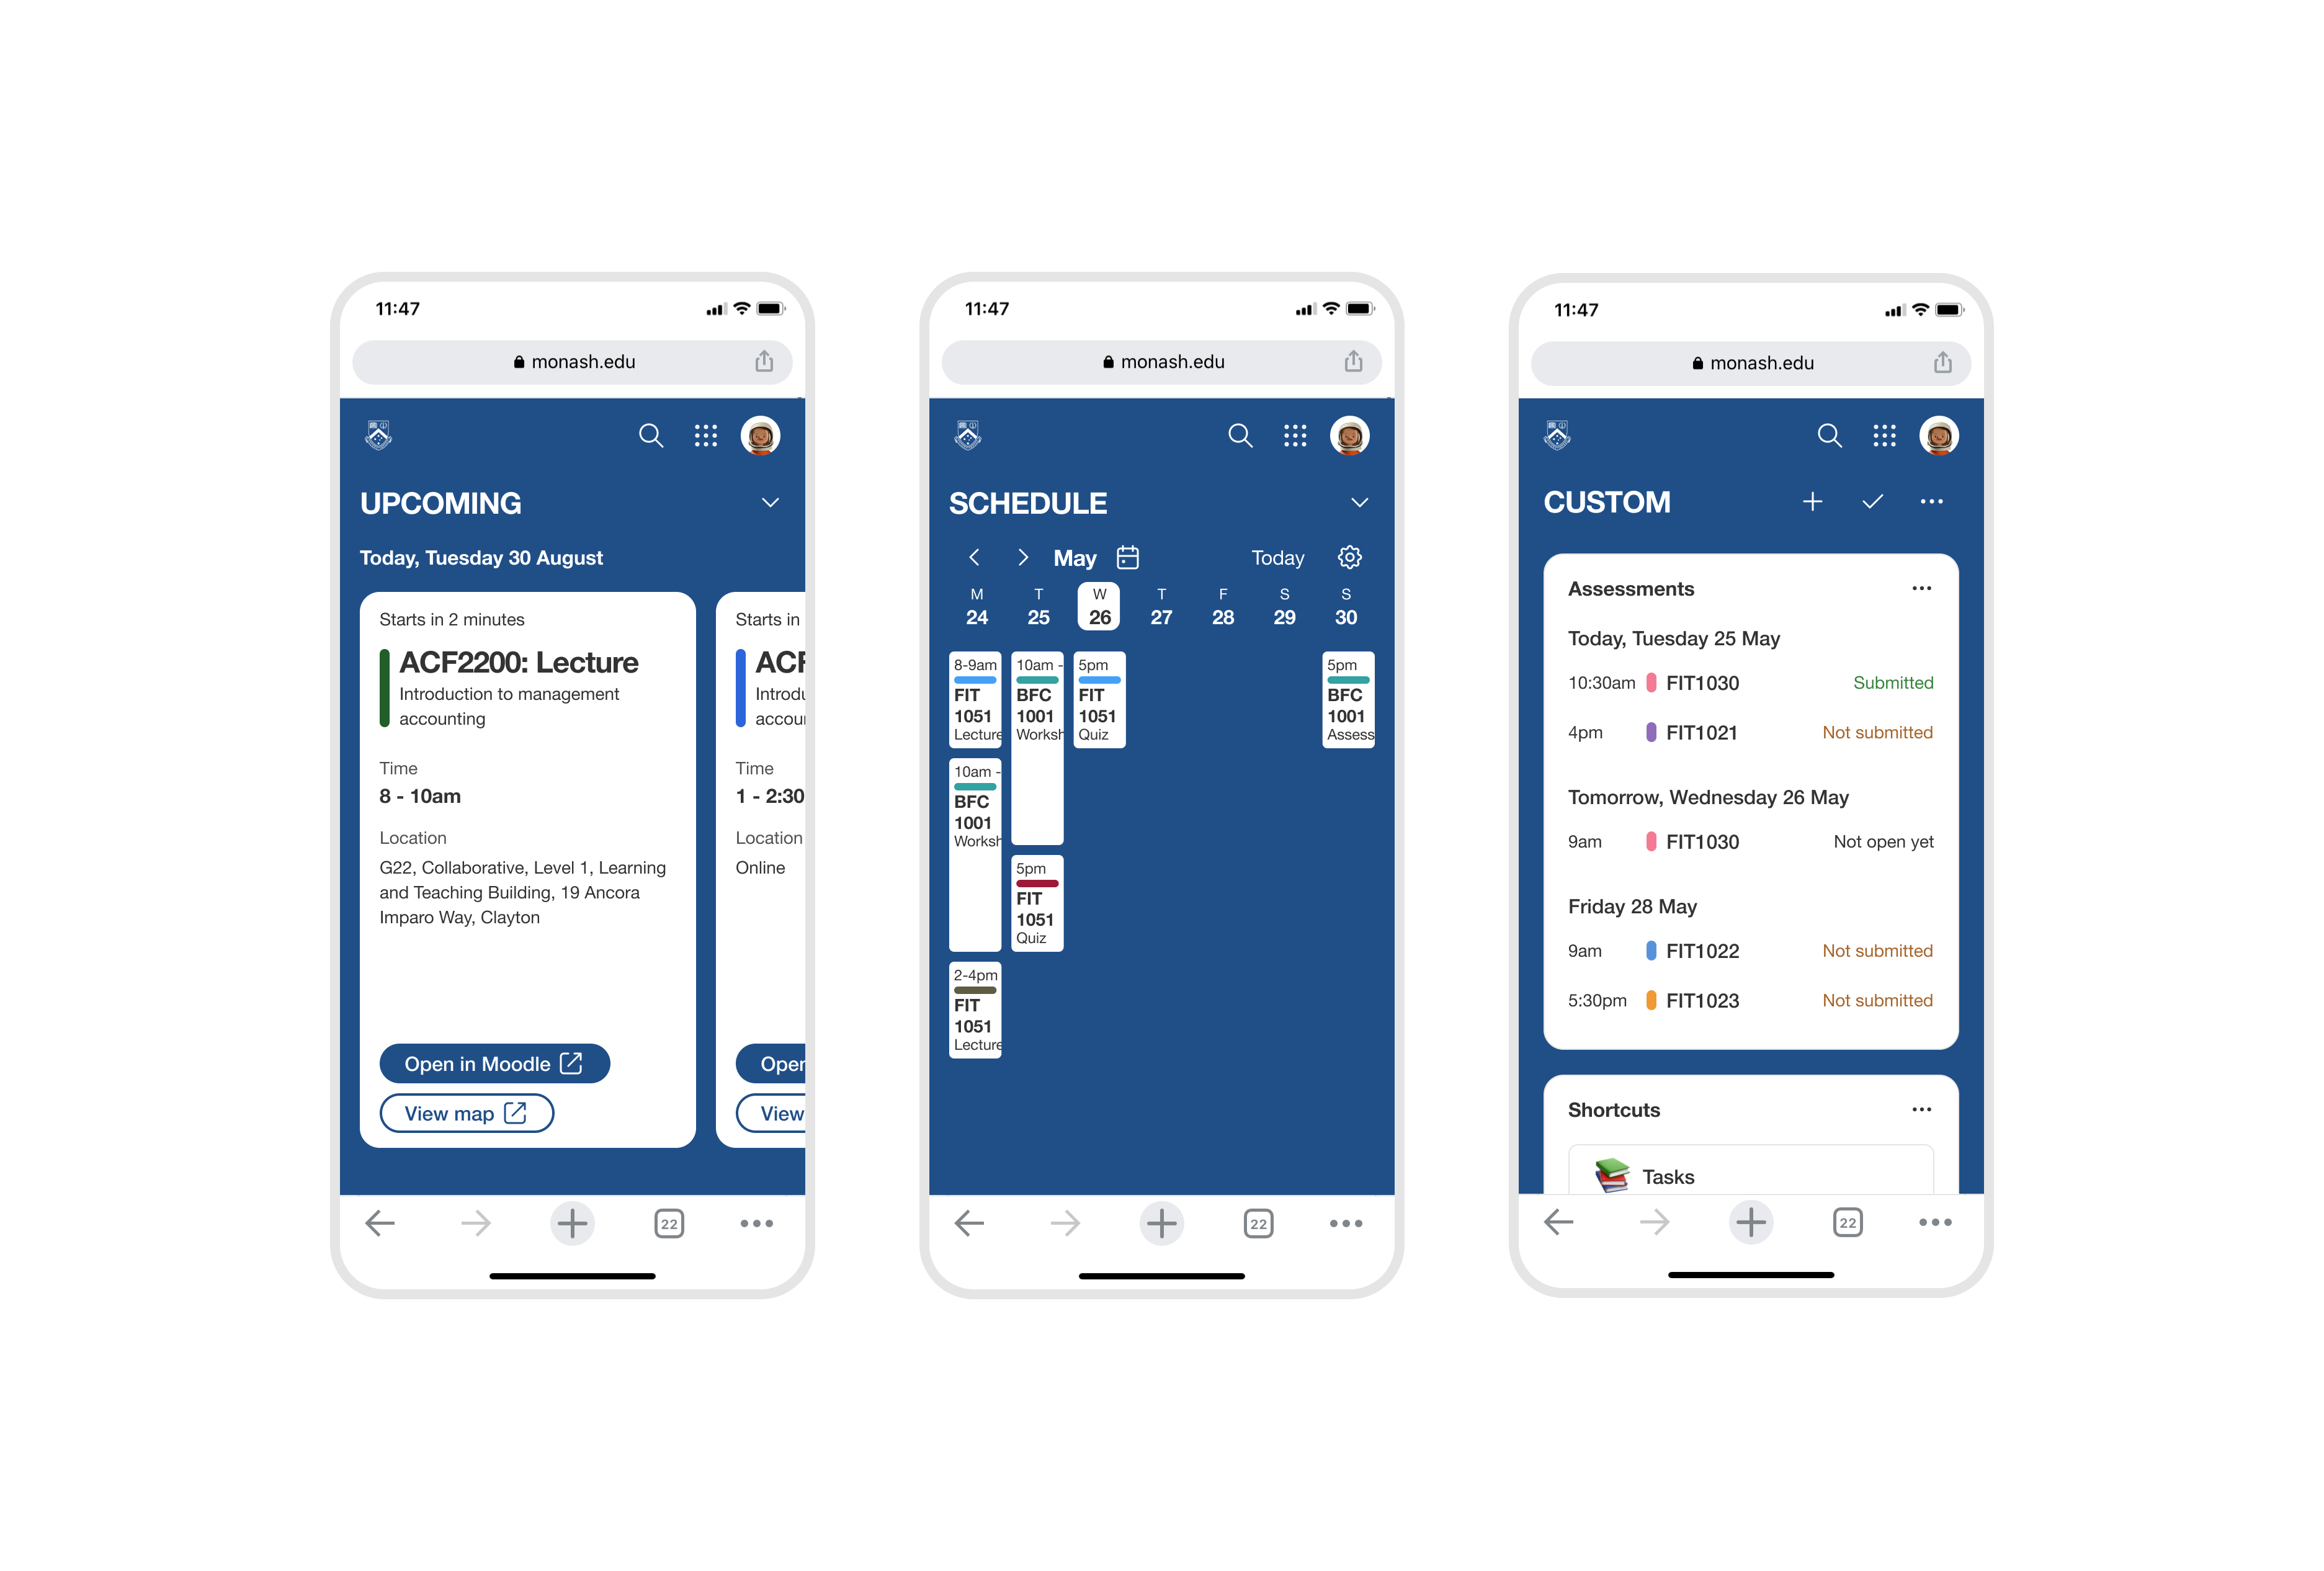 11:47
monash.edu
UPCOMING
Today, Tuesday 30 August
Starts in 2 minutes
ACF2200: Lecture
Introduction to management
accounting
Time
8 - 10am
Location
G22, Collaborative, Level 1, Learning
and Teaching Building, 19 Ancora
Imparo Way, Clayton
Open in Moodle
View map
Starts in
ACF
Introdu
accou
Time
1 - 2:30
Location
Online
Open
View
22
11:47
monash.edu
SCHEDULE
May
Today
M T W T F S S
24 25 26 27 28 29 30
8-9am
FIT
1051
Lecture
10am -
BFC
1001
Worksh
2-4pm
FIT
1051
Lecture
10am -
BFC
1001
Worksh
5pm
FIT
1051
Quiz
5pm
FIT
1051
Quiz
5pm
BFC
1001
Assess
22
11:47
monash.edu
CUSTOM
Assessments
Today, Tuesday 25 May
10:30am FIT1030 Submitted
4pm FIT1021 Not submitted
Tomorrow, Wednesday 26 May
9am FIT1030 Not open yet
Friday 28 May
9am FIT1022 Not submitted
5:30pm FIT1023 Not submitted
Shortcuts
Tasks
22